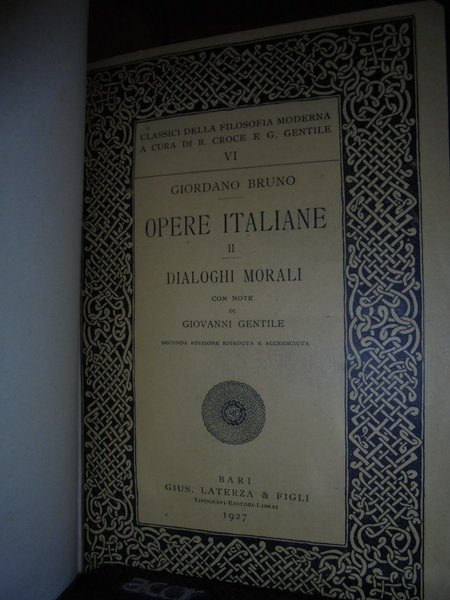 CLASSICI DELLA FILOSOFIA MODERNA
A CURA DI B. CROCE E G. GENTILE
VI
GIORDANO BRUNO
OPERE ITALIANE
II
DIALOGHI MORALI
CON NOTE
DI
GIOVANNI GENTILE
SECONDA EDIZIONE RIVEDUTA E ACCRESCIUTA
BARI
GIUS. LATERZA & FIGLI
TIPOGRAFI-EDITORI-LIBRAI
1927
acer